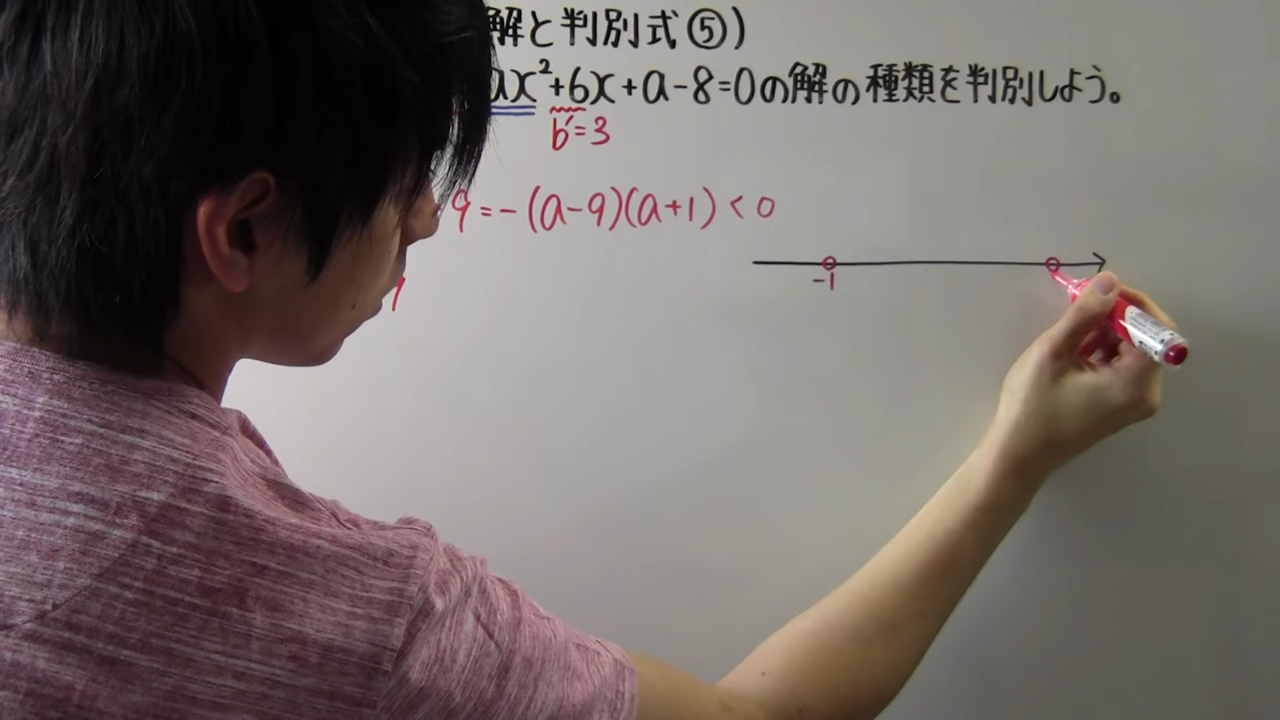 解と判別式⑤)
ax²+6x+a-8=0の解の種類を判別しよう。
b'=3
9=-(a-9)(a+1)<0
-1